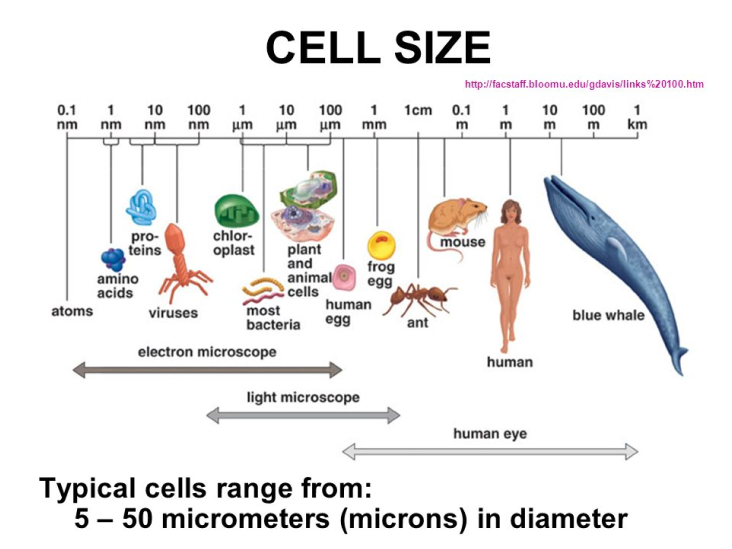 CELL SIZE
http://facstaff.bloomu.edu/gdavis/links%20100.htm
0.1 1 10 100 1 10 100 1 1cm 0.1 1 10 100 1
nm nm nm nm µm µm µm mm m m m m km
pro-
teins
chlor-
oplast
plant
and
animal
cells
mouse
frog
egg
amino
acids
human
egg
atoms
viruses
most
bacteria
ant
blue whale
electron microscope
human
light microscope
human eye
Typical cells range from:
5 – 50 micrometers (microns) in diameter